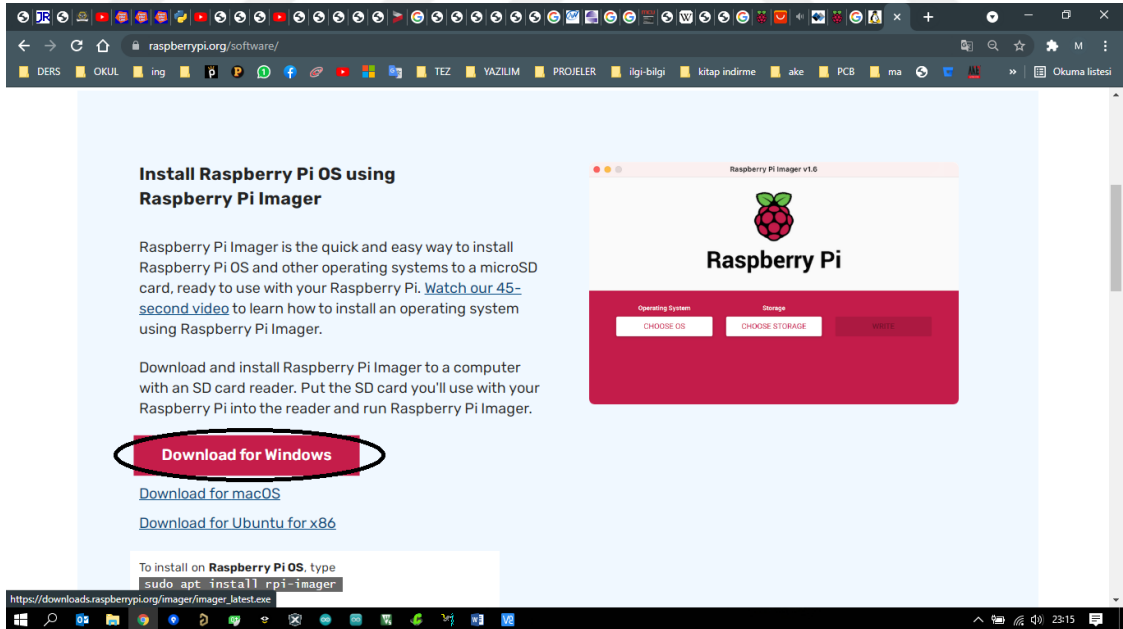 raspberrypi.org/software/
DERS OKUL ing TEZ YAZILIM PROJELER ilgi-bilgi kitap indirme ake PCB ma » Okuma listesi
Install Raspberry Pi OS using
Raspberry Pi Imager
Raspberry Pi Imager is the quick and easy way to install
Raspberry Pi OS and other operating systems to a microSD
card, ready to use with your Raspberry Pi. Watch our 45-
second video to learn how to install an operating system
using Raspberry Pi Imager.
Download and install Raspberry Pi Imager to a computer
with an SD card reader. Put the SD card you'll use with your
Raspberry Pi into the reader and run Raspberry Pi Imager.
Download for Windows
Download for macOS
Download for Ubuntu for x86
To install on Raspberry Pi OS, type
sudo apt install rpi-imager
Raspberry Pi Imager v1.6
Raspberry Pi
Operating System Storage
CHOOSE OS CHOOSE STORAGE WRITE
https://downloads.raspberrypi.org/imager/imager_latest.exe
23:15